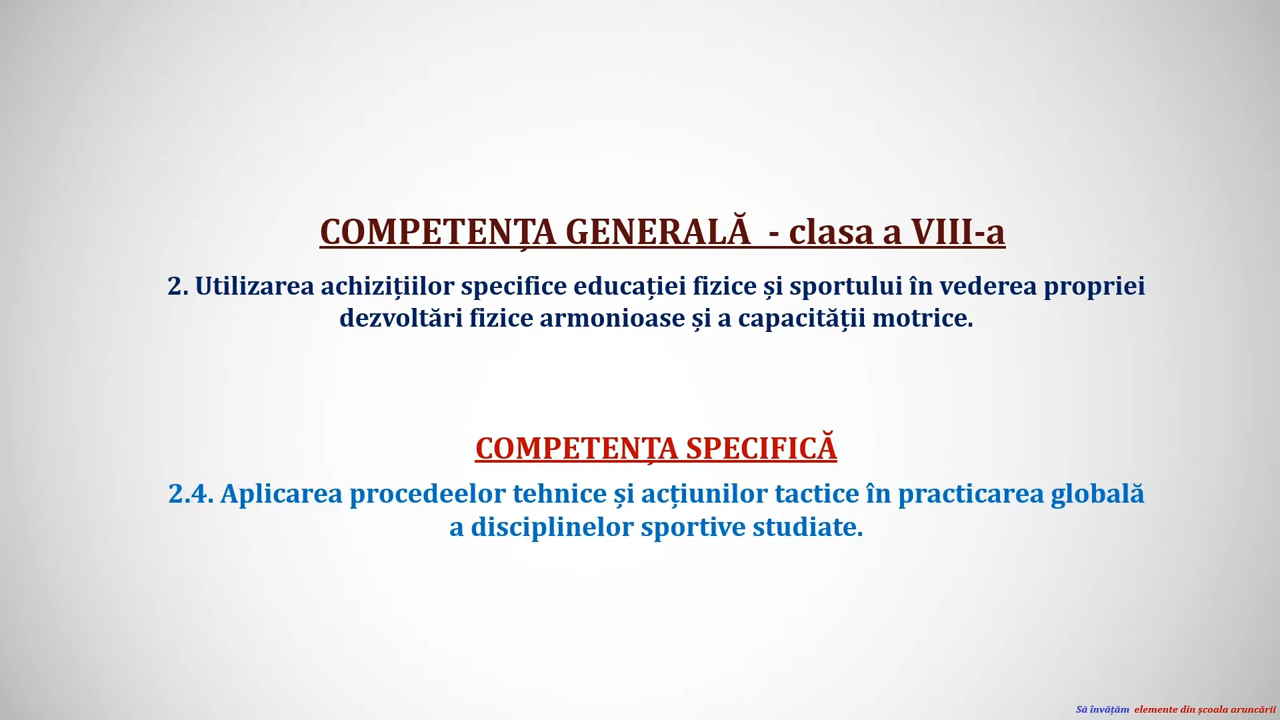 COMPETENȚA GENERALĂ - clasa a VIII-a
2. Utilizarea achizițiilor specifice educației fizice și sportului în vederea propriei
dezvoltări fizice armonioase și a capacității motrice.
COMPETENȚA SPECIFICĂ
2.4. Aplicarea procedeelor tehnice și acțiunilor tactice în practicarea globală
a disciplinelor sportive studiate.
Să învățăm elemente din școala aruncării